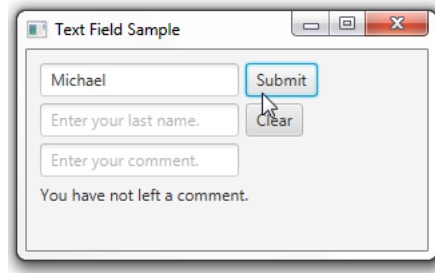 Text Field Sample
Michael Submit
Enter your last name. Clear
Enter your comment.
You have not left a comment.